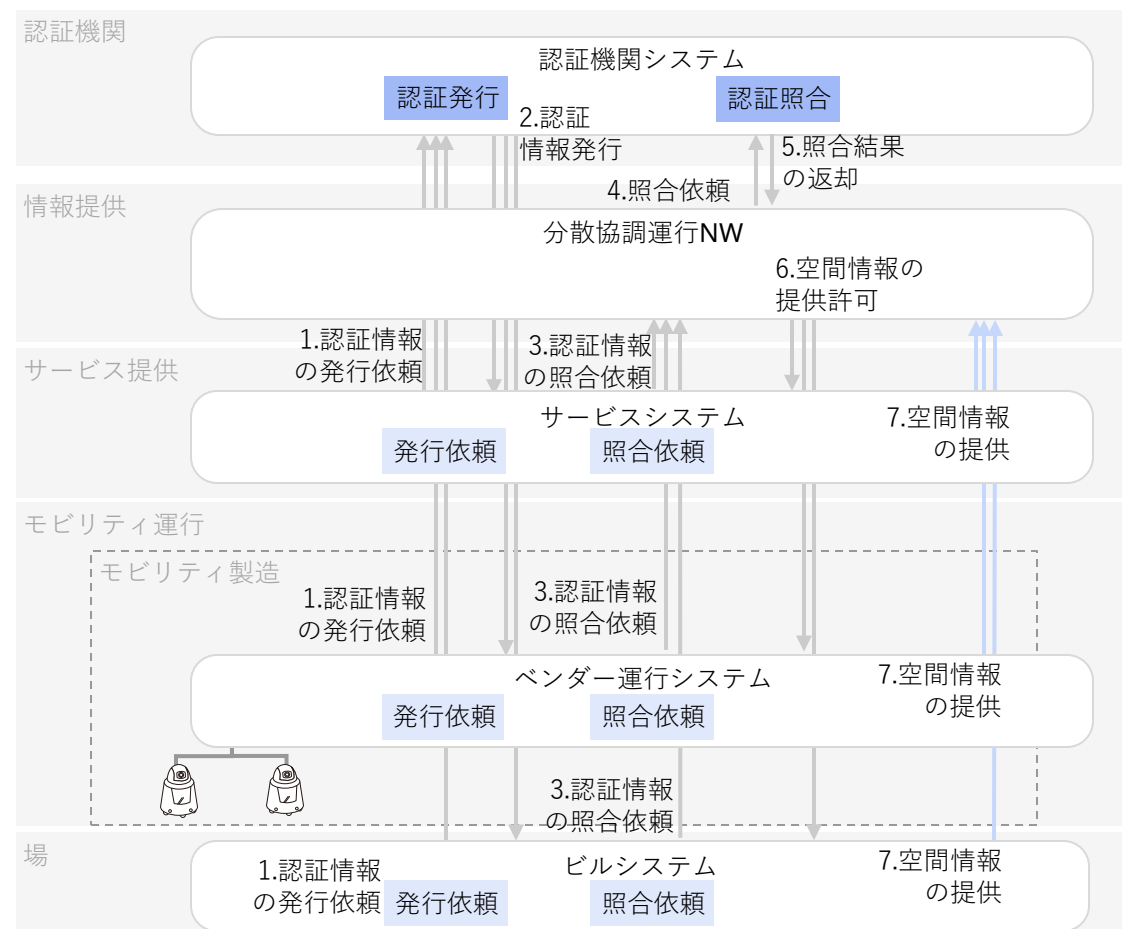 認証機関
認証機関システム
認証発行
認証照合
2.認証
情報発行
5.照合結果
の返却
4.照合依頼
情報提供
分散協調運行NW
6.空間情報の
提供許可
1.認証情報
の発行依頼
3.認証情報
の照合依頼
サービス提供
サービスシステム
発行依頼
照合依頼
7.空間情報
の提供
モビリティ運行
モビリティ製造
1.認証情報
の発行依頼
3.認証情報
の照合依頼
ベンダー運行システム
発行依頼
照合依頼
7.空間情報
の提供
3.認証情報
の照合依頼
場
ビルシステム
1.認証情報
の発行依頼
発行依頼
照合依頼
7.空間情報
の提供